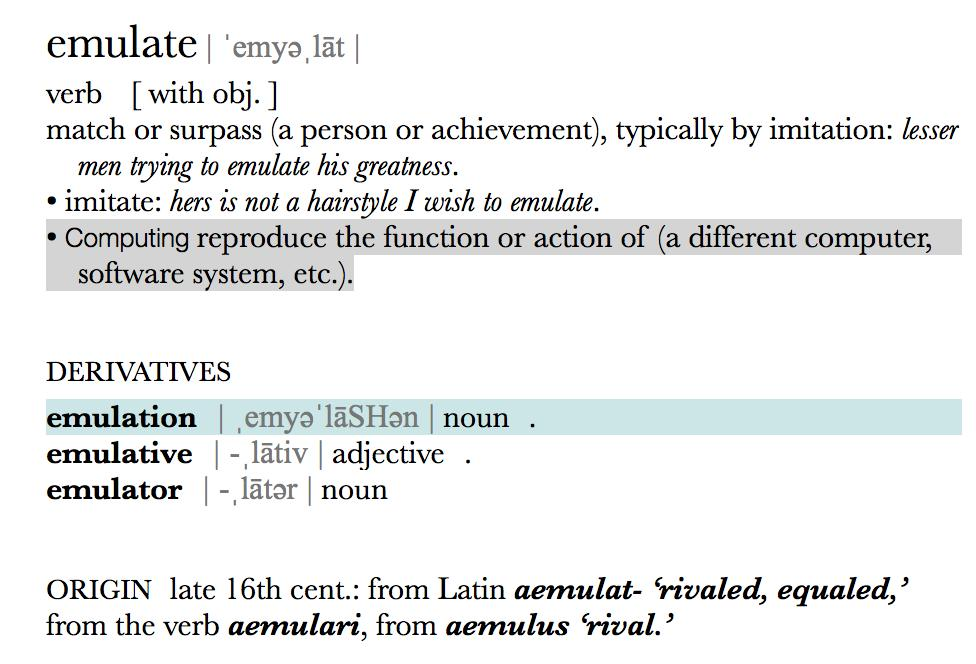 emulate | ˈemyəˌlāt |
verb [ with obj. ]
match or surpass (a person or achievement), typically by imitation: lesser
men trying to emulate his greatness.
• imitate: hers is not a hairstyle I wish to emulate.
• Computing reproduce the function or action of (a different computer,
software system, etc.).
DERIVATIVES
emulation | ˌemyəˈlāSHən | noun .
emulative | -ˌlātiv | adjective .
emulator | -ˌlātər | noun
ORIGIN late 16th cent.: from Latin aemulat- ‘rivaled, equaled,’
from the verb aemulari, from aemulus ‘rival.’